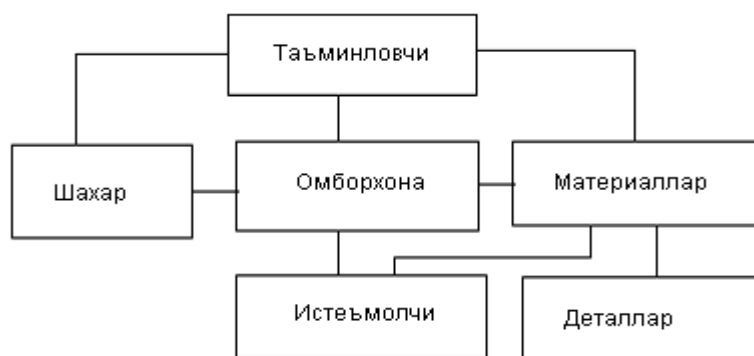 Таъминловчи
Шахар
Омборхона
Материаллар
Истеъмолчи
Деталлар